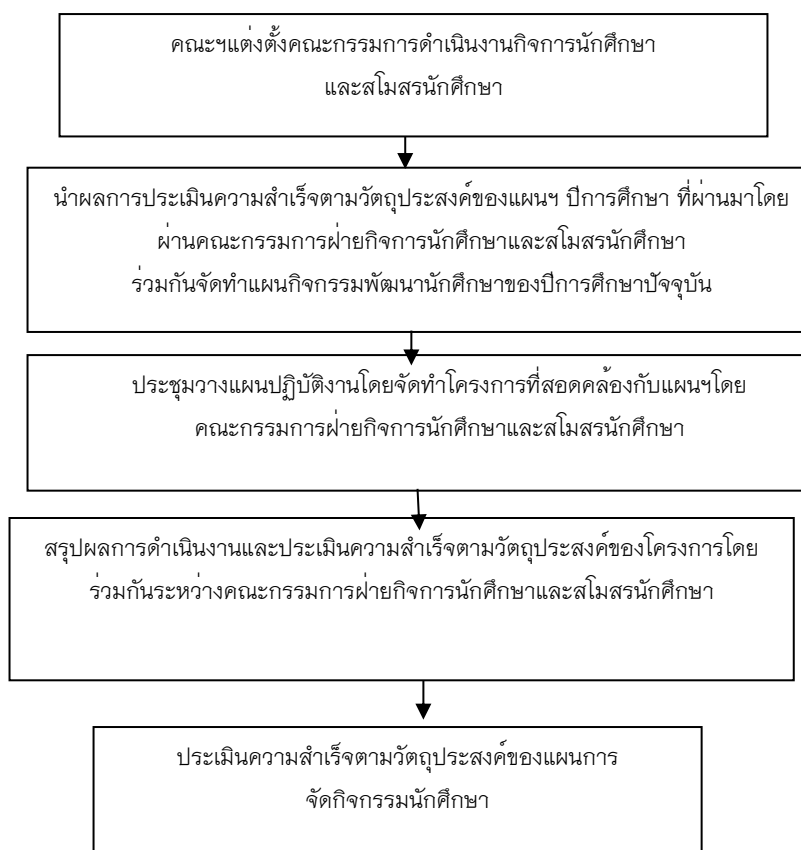 คณะฯแต่งตั้งคณะกรรมการดำเนินงานกิจการนักศึกษา
และสโมสรนักศึกษา
นำผลการประเมินความสำเร็จตามวัตถุประสงค์ของแผนฯ ปีการศึกษา ที่ผ่านมาโดย
ผ่านคณะกรรมการฝ่ายกิจการนักศึกษาและสโมสรนักศึกษา
ร่วมกันจัดทำแผนกิจกรรมพัฒนานักศึกษาของปีการศึกษาปัจจุบัน
ประชุมวางแผนปฏิบัติงานโดยจัดทำโครงการที่สอดคล้องกับแผนฯโดย
คณะกรรมการฝ่ายกิจการนักศึกษาและสโมสรนักศึกษา
สรุปผลการดำเนินงานและประเมินความสำเร็จตามวัตถุประสงค์ของโครงการโดย
ร่วมกันระหว่างคณะกรรมการฝ่ายกิจการนักศึกษาและสโมสรนักศึกษา
ประเมินความสำเร็จตามวัตถุประสงค์ของแผนการ
จัดกิจกรรมนักศึกษา